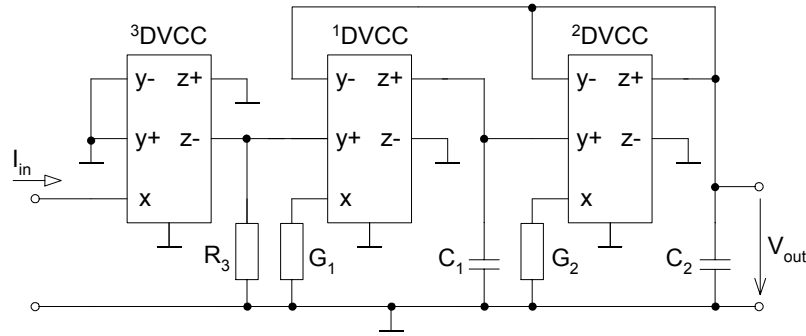 ³DVCC
¹DVCC
²DVCC
y- z+
y- z+
y- z+
y+ z-
y+ z-
y+ z-
I_in
x
x
x
R₃
G₁
C₁
G₂
C₂
V_out